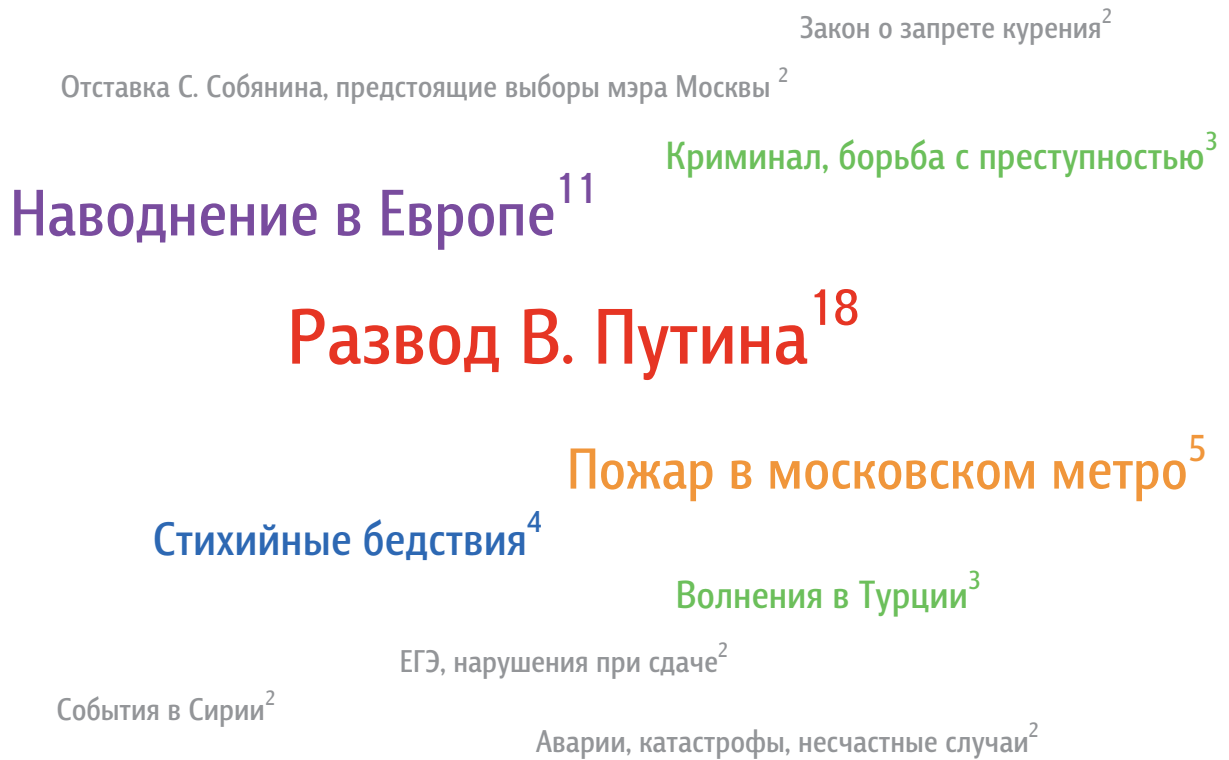 Закон о запрете курения²
Отставка С. Собянина, предстоящие выборы мэра Москвы ²
Криминал, борьба с преступностью³
Наводнение в Европе¹¹
Развод В. Путина¹⁸
Пожар в московском метро⁵
Стихийные бедствия⁴
Волнения в Турции³
ЕГЭ, нарушения при сдаче²
События в Сирии²
Аварии, катастрофы, несчастные случаи²